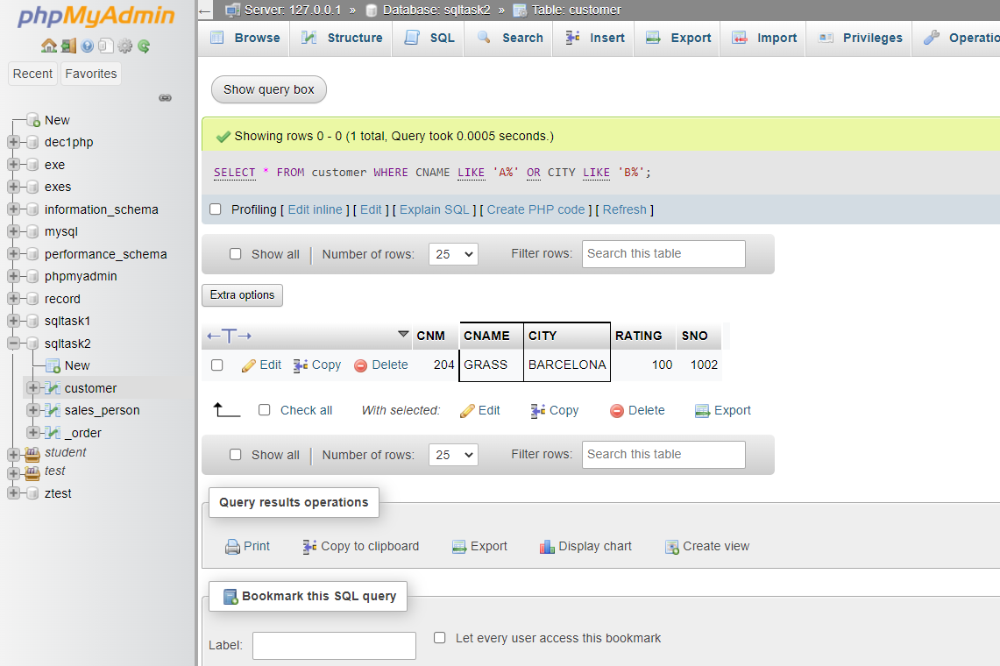 phpMyAdmin
Recent Favorites
New
dec1php
exe
exes
information_schema
mysql
performance_schema
phpmyadmin
record
sqltask1
sqltask2
New
customer
sales_person
_order
student
test
ztest
Server: 127.0.0.1 » Database: sqltask2 » Table: customer
Browse Structure SQL Search Insert Export Import Privileges Operatio
Show query box
Showing rows 0 - 0 (1 total, Query took 0.0005 seconds.)
SELECT * FROM customer WHERE CNAME LIKE 'A%' OR CITY LIKE 'B%';
Profiling [ Edit inline ] [ Edit ] [ Explain SQL ] [ Create PHP code ] [ Refresh ]
Show all | Number of rows: 25 Filter rows: Search this table
Extra options
←T→ CNM CNAME CITY RATING SNO
Edit Copy Delete 204 GRASS BARCELONA 100 1002
Check all With selected: Edit Copy Delete Export
Show all | Number of rows: 25 Filter rows: Search this table
Query results operations
Print Copy to clipboard Export Display chart Create view
Bookmark this SQL query
Label: Let every user access this bookmark